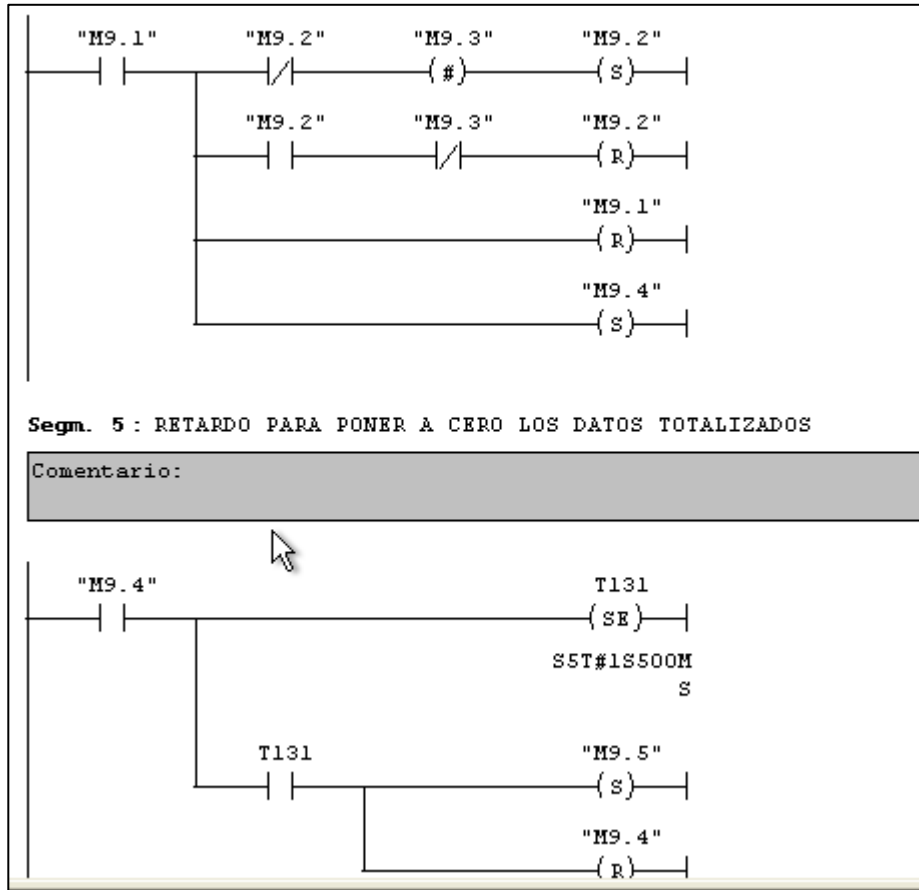 "M9.1" "M9.2" "M9.3" "M9.2"
/ # S
"M9.2" "M9.3" "M9.2"
/ R
"M9.1"
R
"M9.4"
S
Segm. 5 : RETARDO PARA PONER A CERO LOS DATOS TOTALIZADOS
Comentario:
"M9.4" T131
SE
S5T#1S500M
S
T131 "M9.5"
S
"M9.4"
R